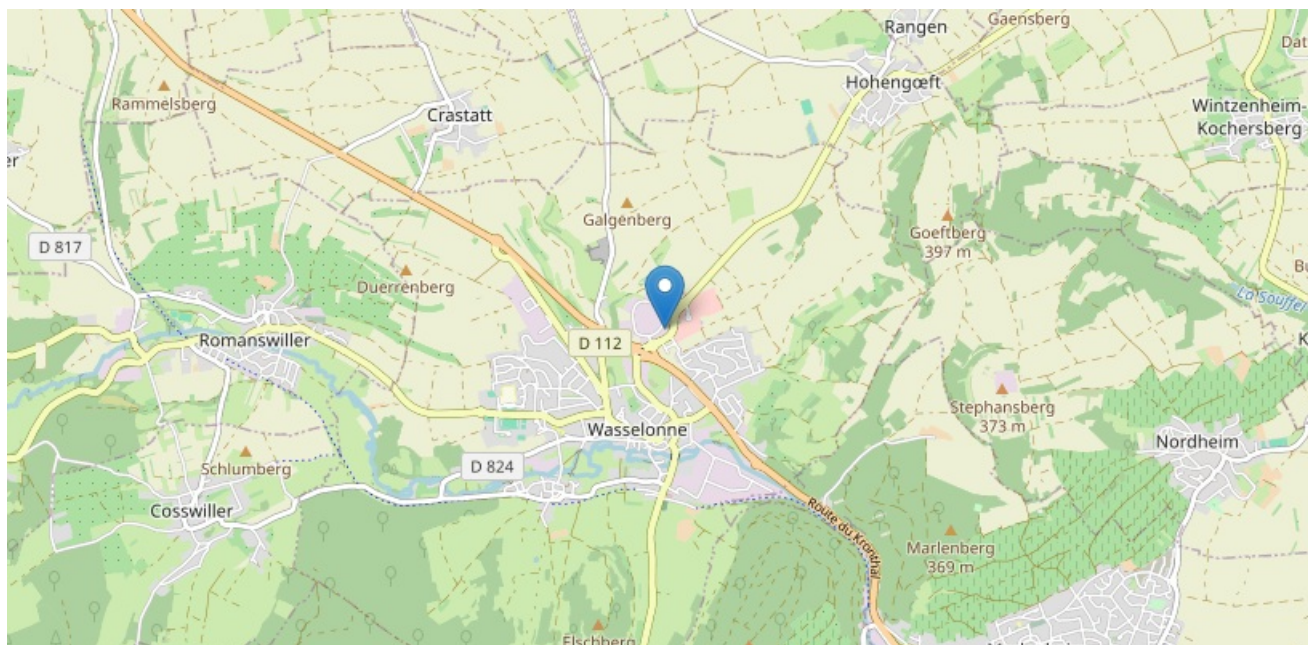 Gaensberg
Rangen
Hohengœft
Rammelsberg
Crastatt
Wintzenheim-
Kochersberg
Galgenberg
Goeftberg
397 m
D 817
Duerrenberg
La Souffel
Romanswiller
D 112
Stephansberg
373 m
Wasselonne
Nordheim
D 824
Schlumberg
Cosswiller
Route du Kronthal
Marlenberg
369 m
Elschberg